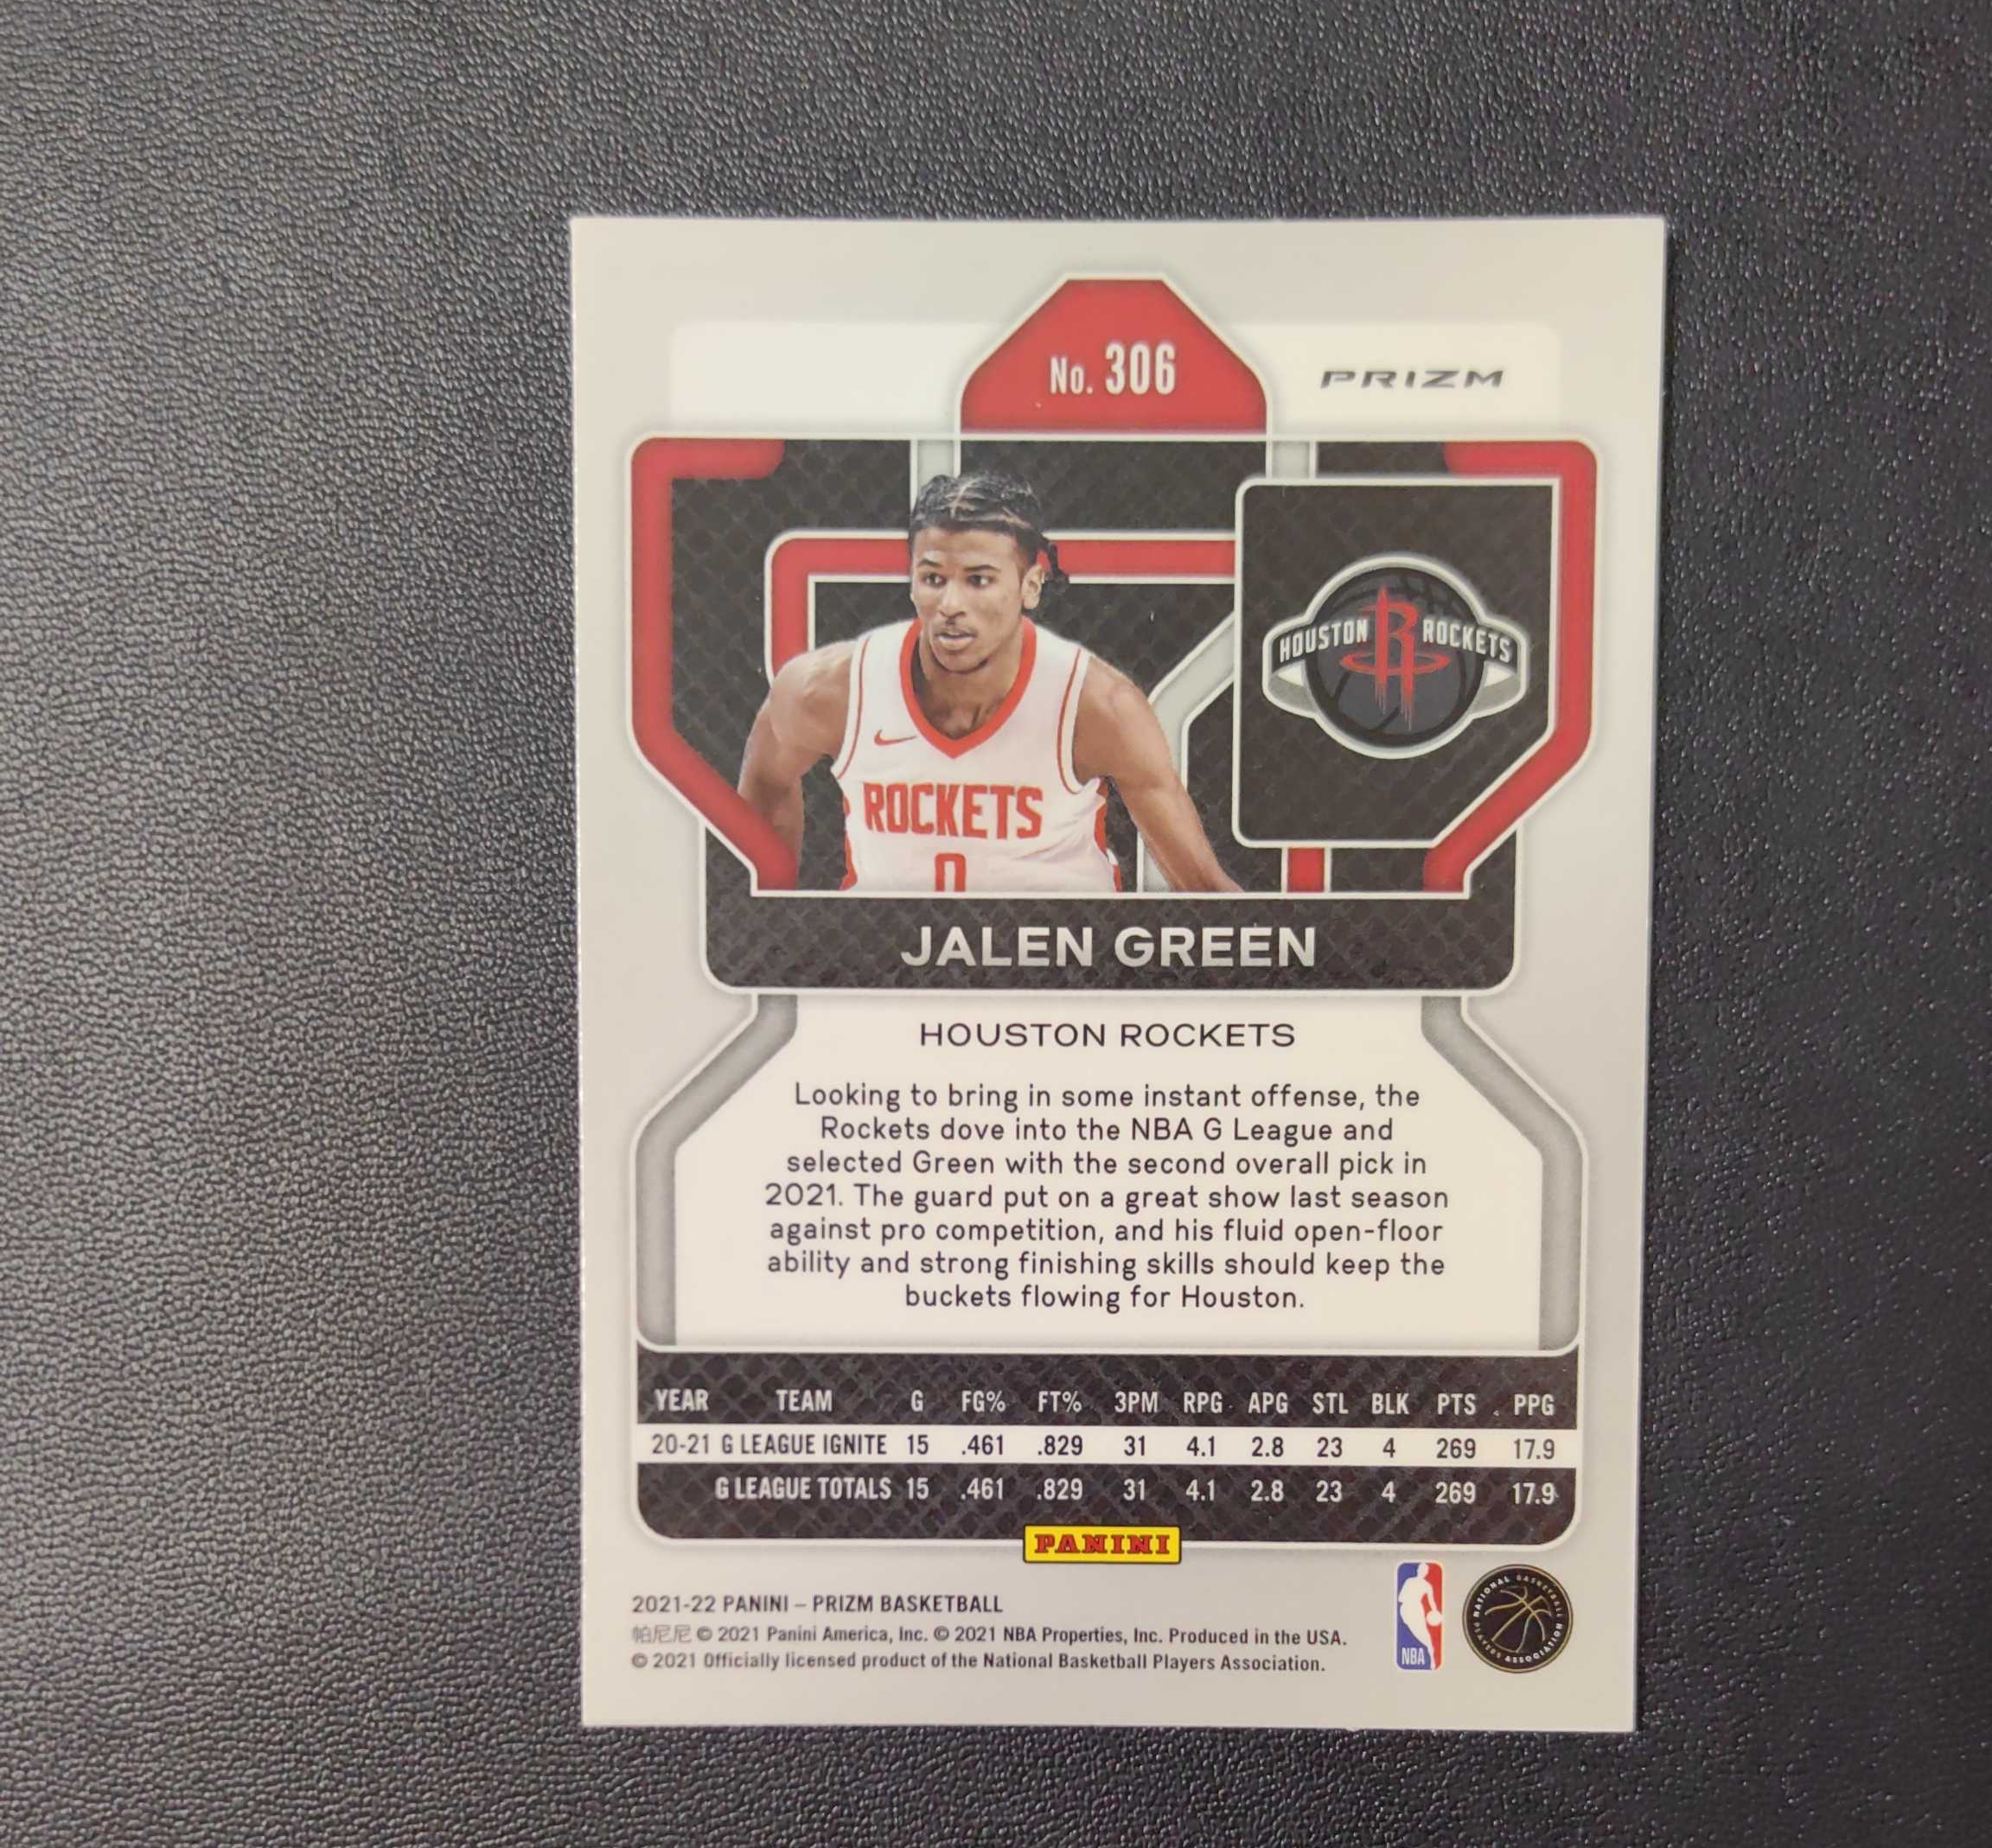 No. 306
PRIZM
HOUSTON ROCKETS
ROCKETS
0
JALEN GREEN
HOUSTON ROCKETS
Looking to bring in some instant offense, the
Rockets dove into the NBA G League and
selected Green with the second overall pick in
2021. The guard put on a great show last season
against pro competition, and his fluid open-floor
ability and strong finishing skills should keep the
buckets flowing for Houston.
YEAR TEAM G FG% FT% 3PM RPG APG STL BLK PTS PPG
20-21 G LEAGUE IGNITE 15 .461 .829 31 4.1 2.8 23 4 269 17.9
G LEAGUE TOTALS 15 .461 .829 31 4.1 2.8 23 4 269 17.9
PANINI
2021-22 PANINI – PRIZM BASKETBALL
帕尼尼 © 2021 Panini America, Inc. © 2021 NBA Properties, Inc. Produced in the USA.
© 2021 Officially licensed product of the National Basketball Players Association.
NBA
NATIONAL BASKETBALL PLAYERS ASSOCIATION